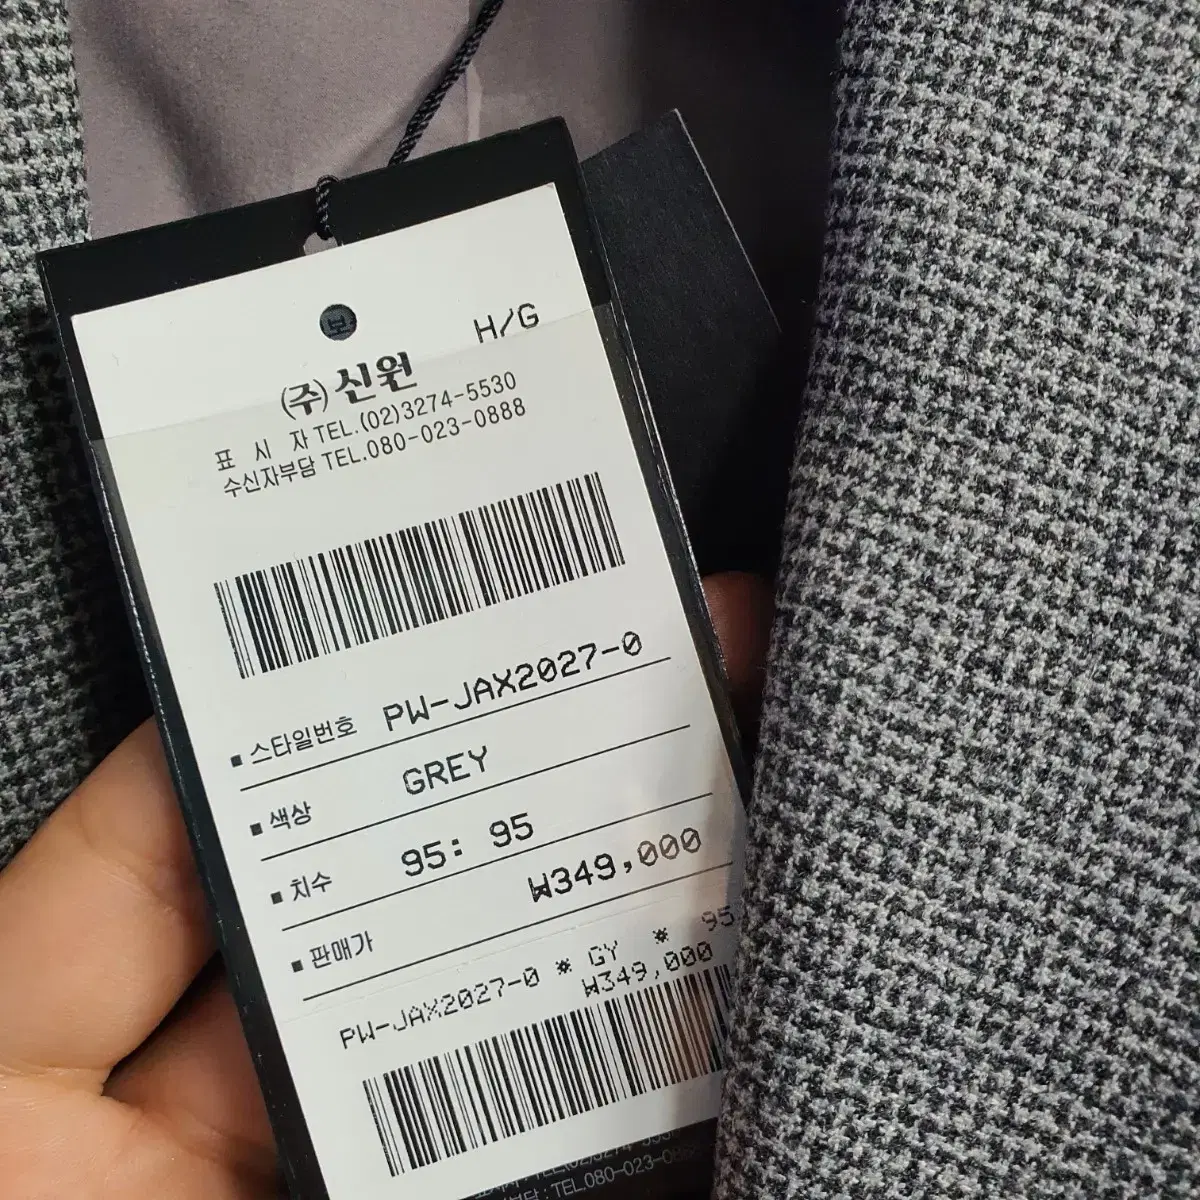 보
H/G
㈜신원
표 시 자 TEL.(02)3274-5530
수신자부담 TEL.080-023-0888
■ 스타일번호 PW-JAX2027-0
■ 색상 GREY
■ 치수 95: 95
■ 판매가 ₩349,000
PW-JAX2027-0 * GY * 95
₩349,000
TEL.080-023-0